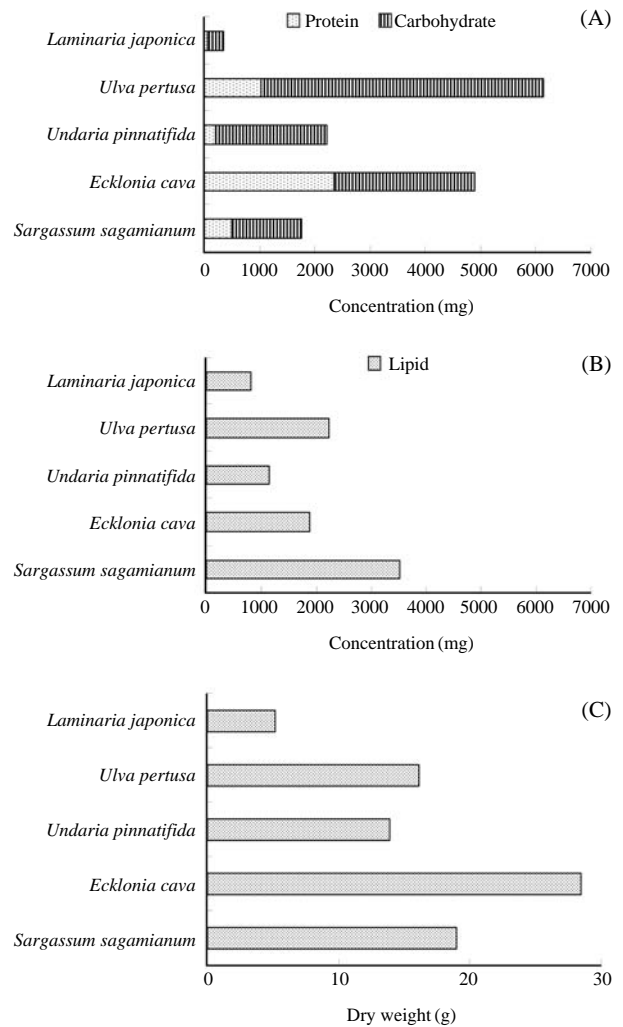 Protein Carbohydrate (A)
Laminaria japonica
Ulva pertusa
Undaria pinnatifida
Ecklonia cava
Sargassum sagamianum
0 1000 2000 3000 4000 5000 6000 7000
Concentration (mg)
Lipid (B)
Laminaria japonica
Ulva pertusa
Undaria pinnatifida
Ecklonia cava
Sargassum sagamianum
0 1000 2000 3000 4000 5000 6000 7000
Concentration (mg)
(C)
Laminaria japonica
Ulva pertusa
Undaria pinnatifida
Ecklonia cava
Sargassum sagamianum
0 10 20 30
Dry weight (g)